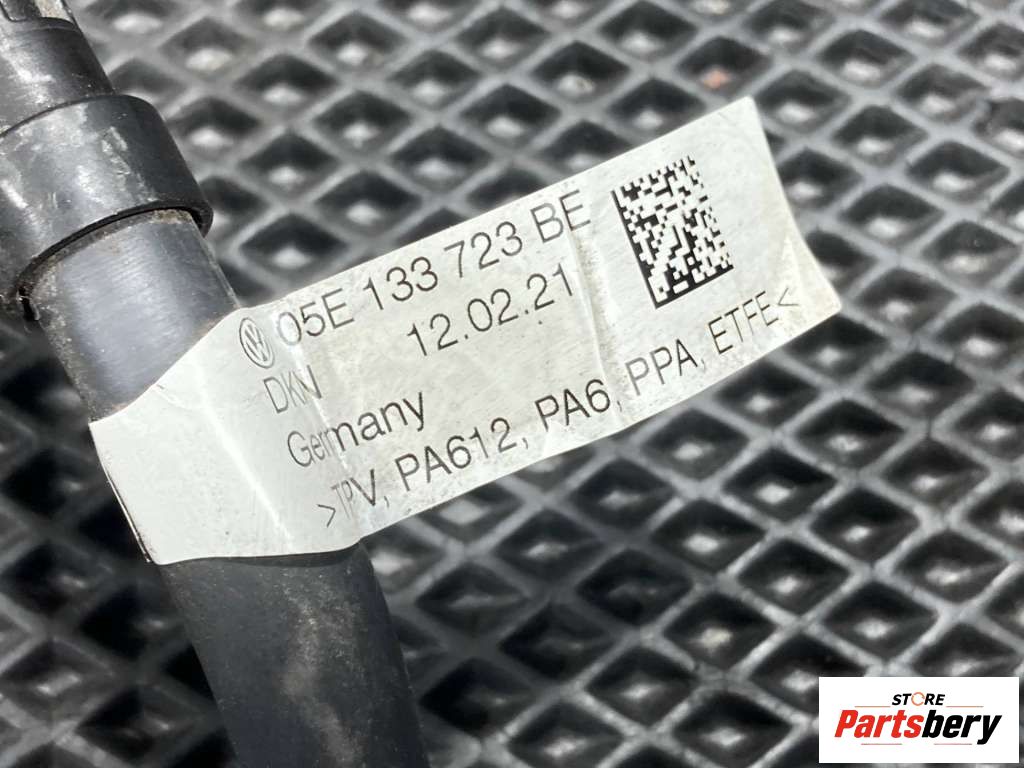 05E 133 723 BE
12.02.21
DKN
Germany
>TPV, PA612, PA6, PPA, ETFE<
STORE
Partsbery